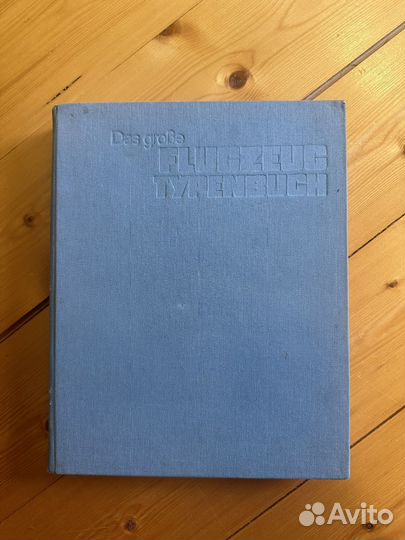 Das große
FLUGZEUG
TYPENBUCH
Avito